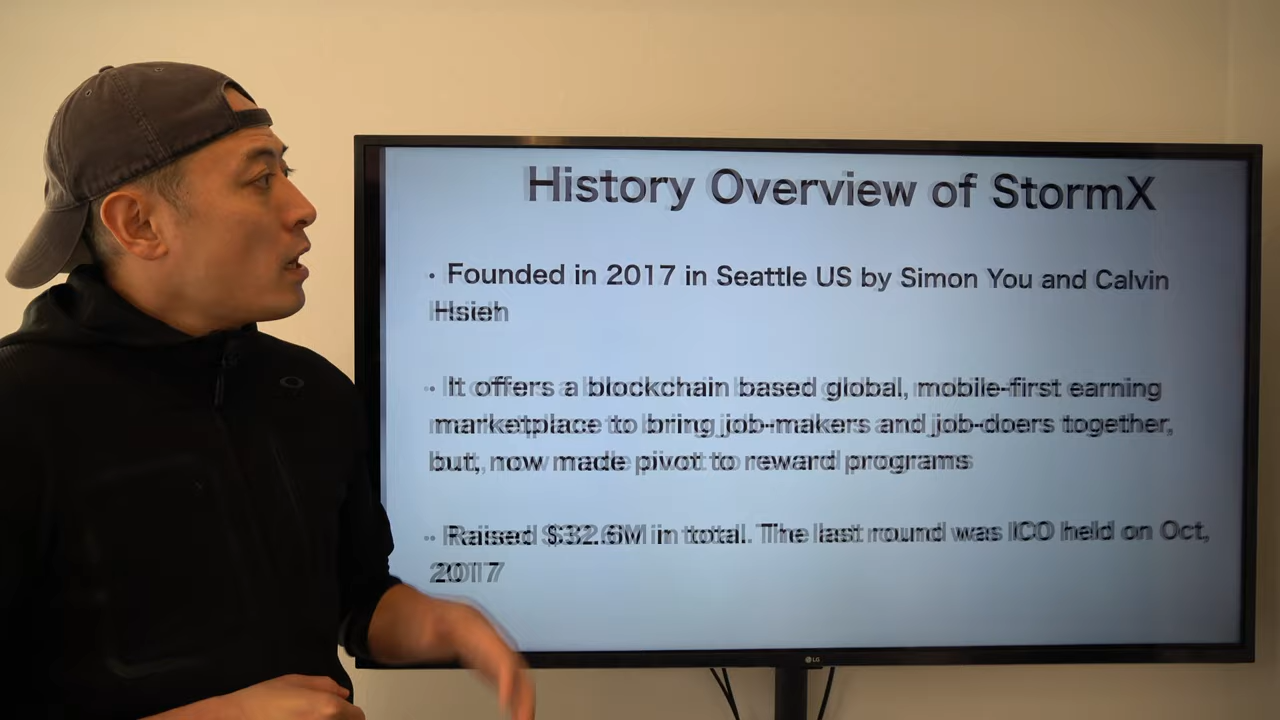 History Overview of StormX
· Founded in 2017 in Seattle US by Simon You and Calvin
Hsieh
· It offers a blockchain based global, mobile-first earning
marketplace to bring job-makers and job-doers together,
but, now made pivot to reward programs
· Raised $32.6M in total. The last round was ICO held on Oct,
2017
LG